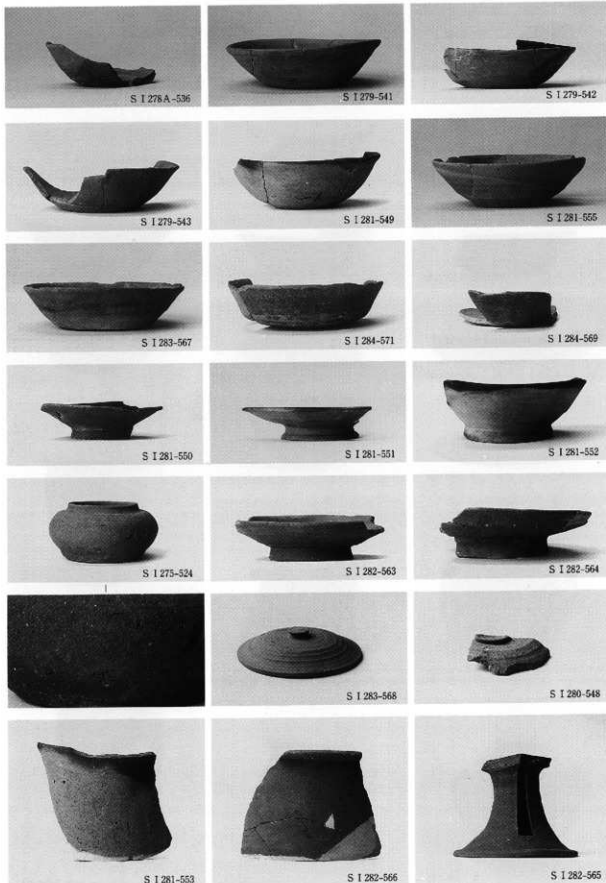 S I 278A-536
S I 279-541
S I 279-542
S I 279-543
S I 281-549
S I 281-555
S I 283-567
S I 284-571
S I 284-569
S I 281-550
S I 281-551
S I 281-552
S I 275-524
S I 282-563
S I 282-564
S I 283-568
S I 280-548
S I 281-553
S I 282-566
S I 282-565